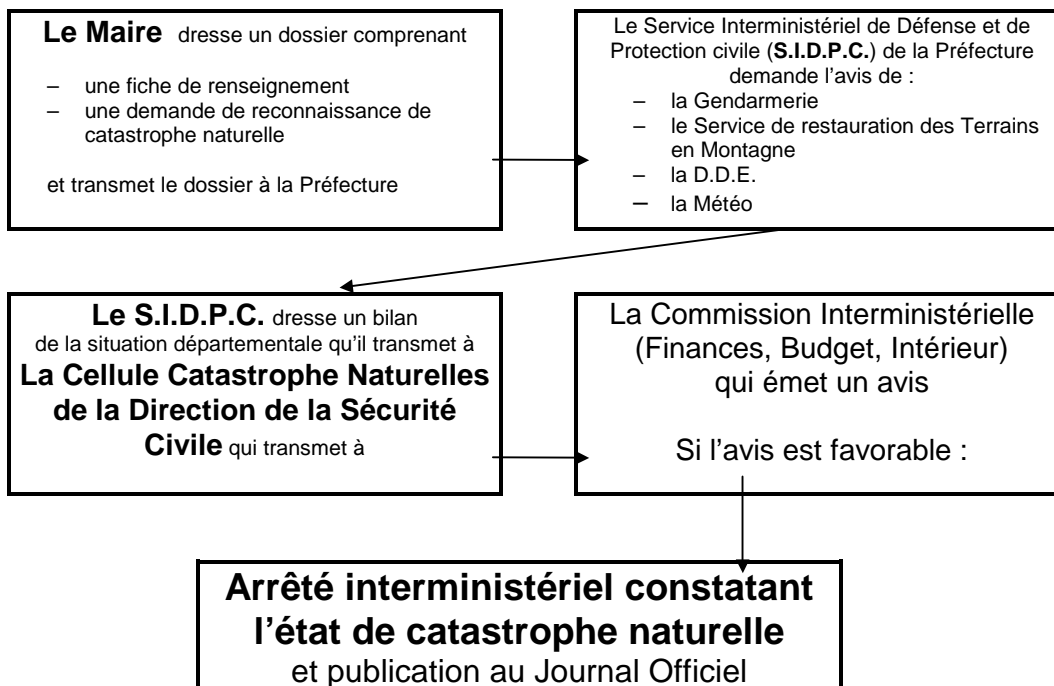 Le Maire dresse un dossier comprenant
– une fiche de renseignement
– une demande de reconnaissance de
catastrophe naturelle
et transmet le dossier à la Préfecture
Le Service Interministériel de Défense et de
Protection civile (S.I.D.P.C.) de la Préfecture
demande l’avis de :
– la Gendarmerie
– le Service de restauration des Terrains
en Montagne
– la D.D.E.
– la Météo
Le S.I.D.P.C. dresse un bilan
de la situation départementale qu’il transmet à
La Cellule Catastrophe Naturelles
de la Direction de la Sécurité
Civile qui transmet à
La Commission Interministérielle
(Finances, Budget, Intérieur)
qui émet un avis
Si l’avis est favorable :
Arrêté interministériel constatant
l’état de catastrophe naturelle
et publication au Journal Officiel